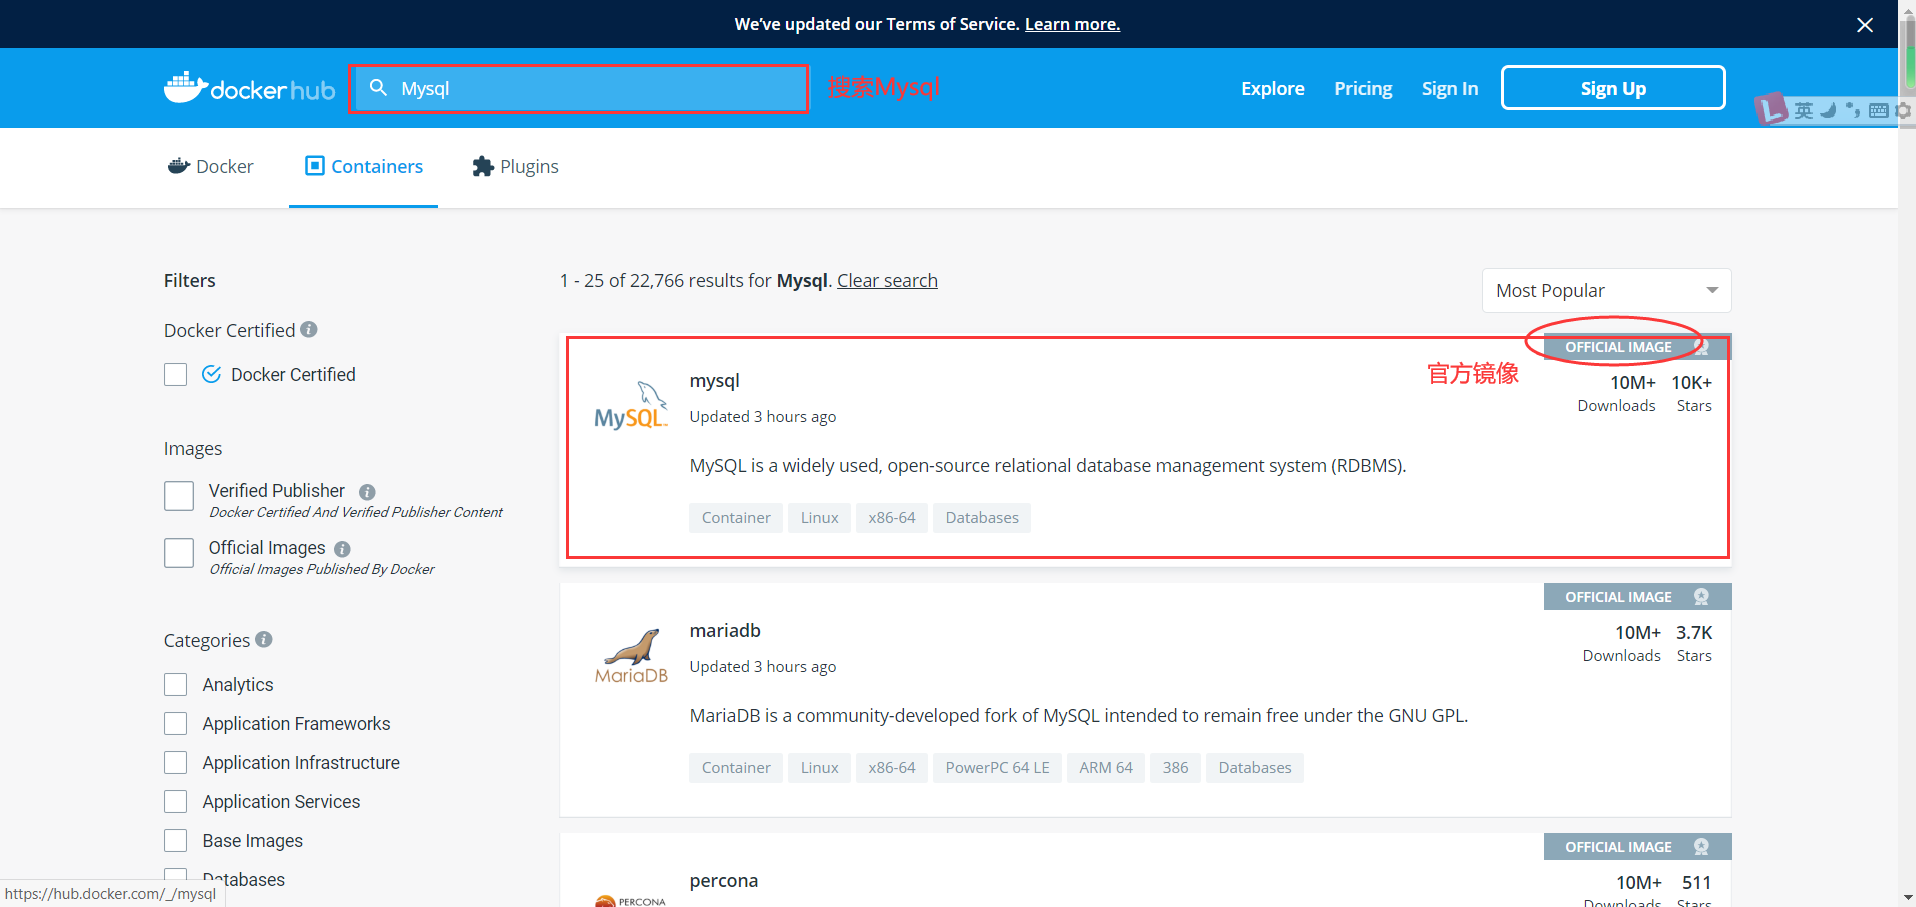 We've updated our Terms of Service. Learn more.
dockerhub
Mysql
搜索Mysql
Explore
Pricing
Sign In
Sign Up
英
Docker
Containers
Plugins
Filters
1 - 25 of 22,766 results for Mysql. Clear search
Most Popular
Docker Certified
Docker Certified
Images
Verified Publisher
Docker Certified And Verified Publisher Content
Official Images
Official Images Published By Docker
Categories
Analytics
Application Frameworks
Application Infrastructure
Application Services
Base Images
Databases
OFFICIAL IMAGE
官方镜像
MySQL
mysql
Updated 3 hours ago
10M+ 10K+
Downloads Stars
MySQL is a widely used, open-source relational database management system (RDBMS).
Container Linux x86-64 Databases
OFFICIAL IMAGE
MariaDB
mariadb
Updated 3 hours ago
10M+ 3.7K
Downloads Stars
MariaDB is a community-developed fork of MySQL intended to remain free under the GNU GPL.
Container Linux x86-64 PowerPC 64 LE ARM 64 386 Databases
OFFICIAL IMAGE
PERCONA
percona
10M+ 511
Downloads Stars
https://hub.docker.com/_/mysql